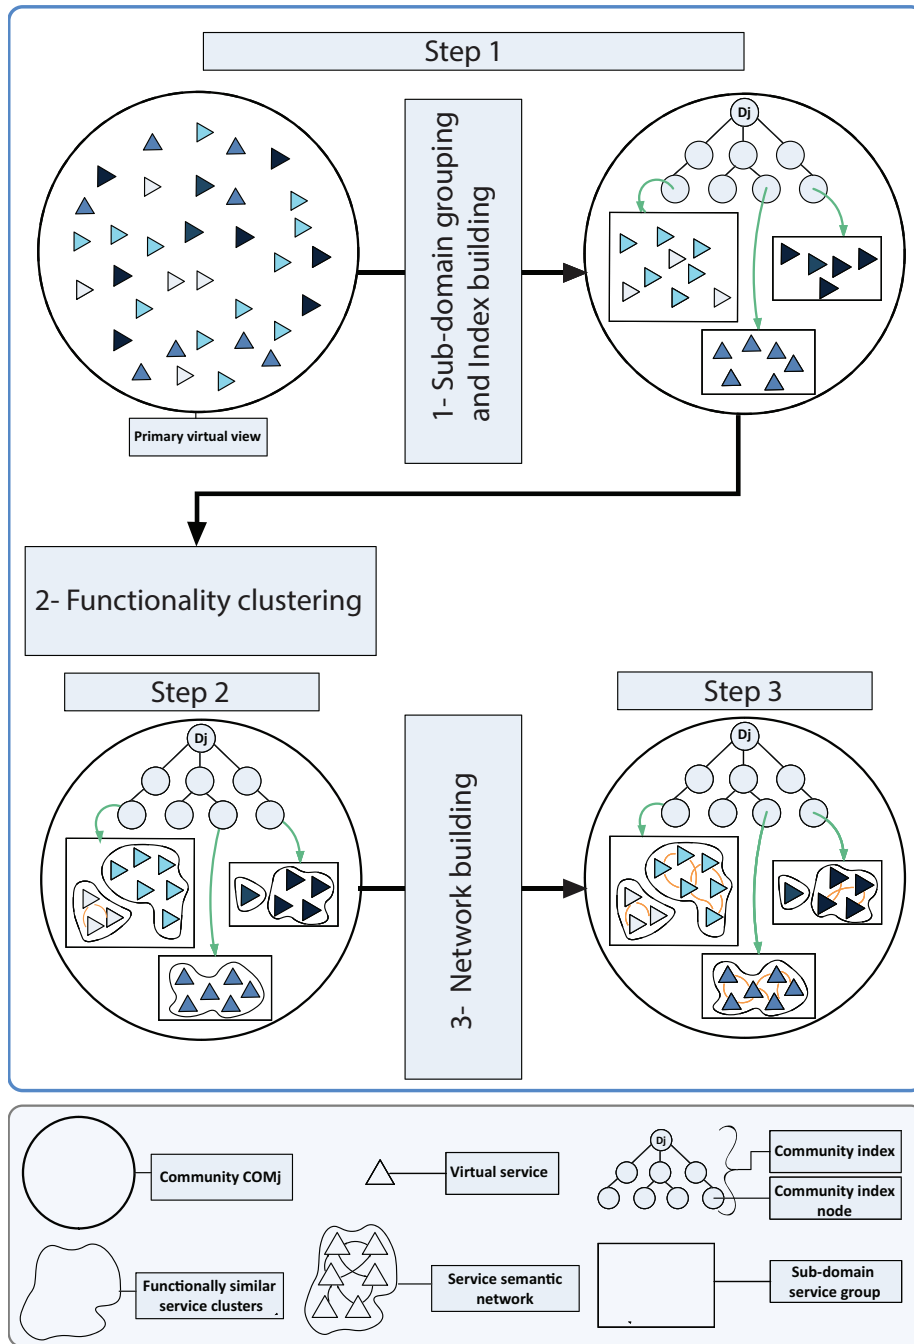 Step 1
Dj
1- Sub-domain grouping
and Index building
Primary virtual view
2- Functionality clustering
Step 2
Step 3
Dj
Dj
3- Network building
Community COMj
Virtual service
Dj
Community index
Community index
node
Functionally similar
service clusters
Service semantic
network
Sub-domain
service group